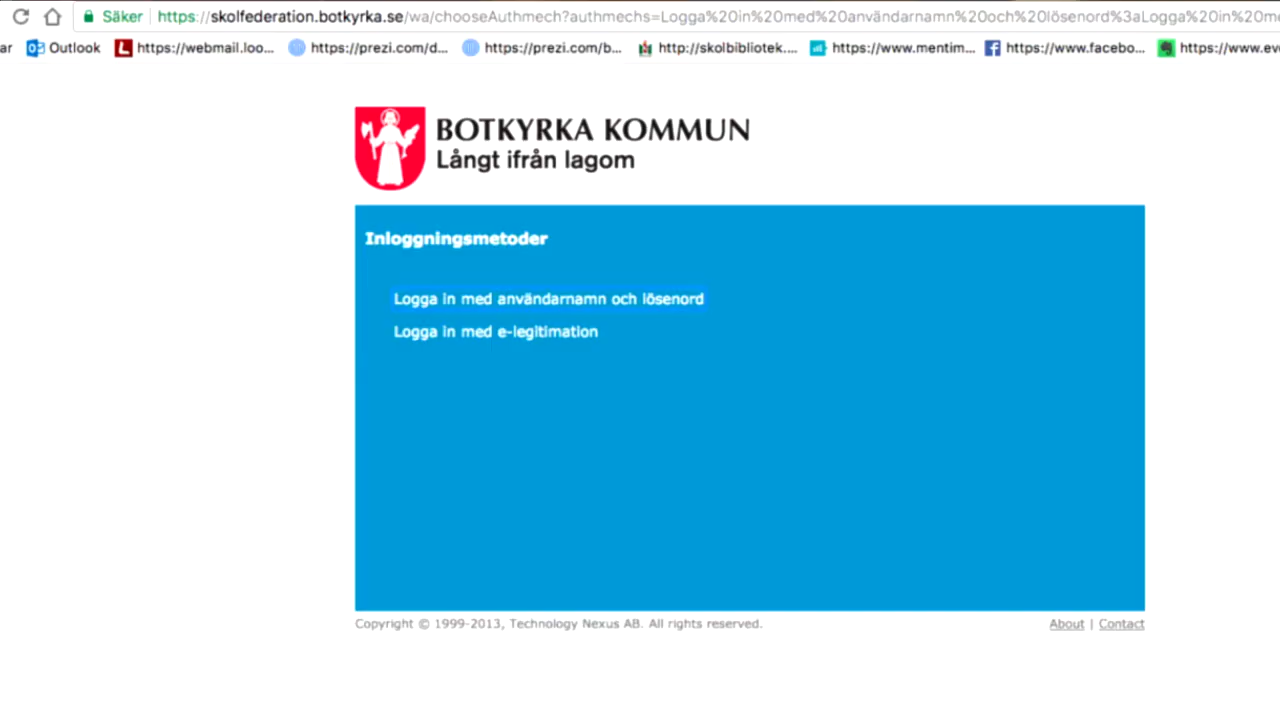 Säker https://skolfederation.botkyrka.se/wa/chooseAuthmech?authmechs=Logga%20in%20med%20användarnamn%20och%20lösenord%3aLogga%20in%20m
ar Outlook https://webmail.loo... https://prezi.com/d... https://prezi.com/b... http://skolbibliotek.... https://www.mentim... https://www.facebo... https://www.ev
BOTKYRKA KOMMUN
Långt ifrån lagom
Inloggningsmetoder
Logga in med användarnamn och lösenord
Logga in med e-legitimation
Copyright © 1999-2013, Technology Nexus AB. All rights reserved. About | Contact